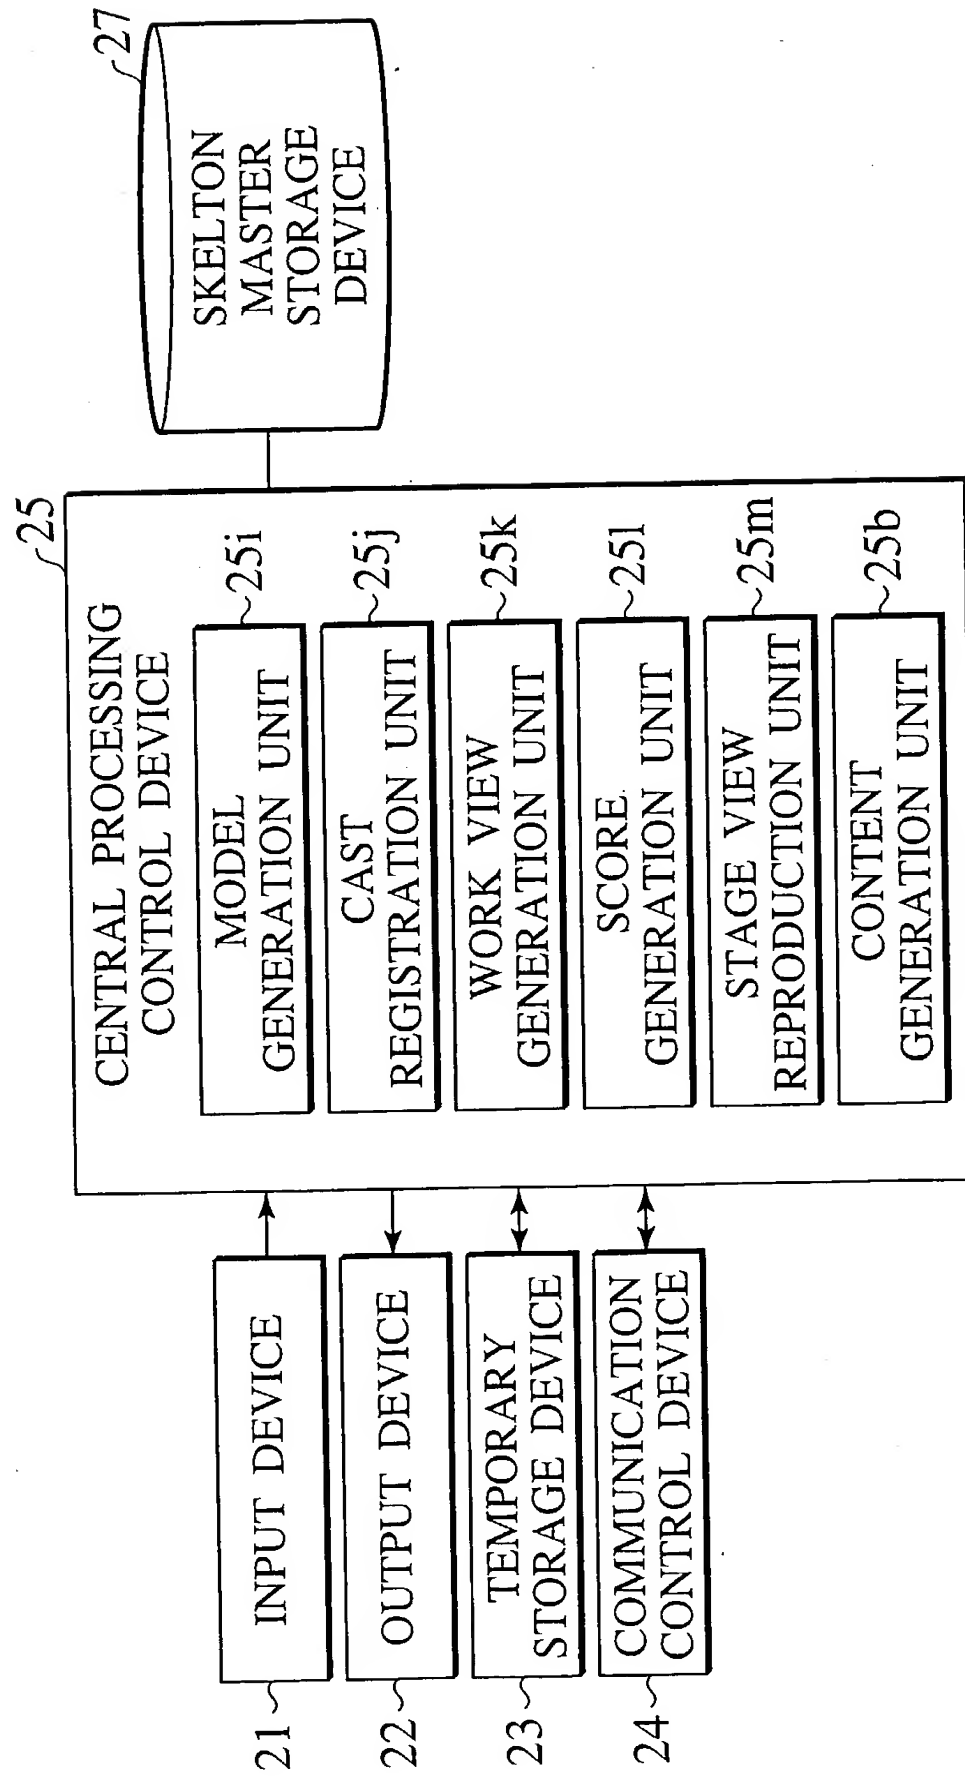 21
INPUT DEVICE
22
OUTPUT DEVICE
23
TEMPORARY
STORAGE DEVICE
24
COMMUNICATION
CONTROL DEVICE
25
CENTRAL PROCESSING
CONTROL DEVICE
MODEL
GENERATION UNIT
25i
CAST
REGISTRATION UNIT
25j
WORK VIEW
GENERATION UNIT
25k
SCORE
GENERATION UNIT
25l
STAGE VIEW
REPRODUCTION UNIT
25m
CONTENT
GENERATION UNIT
25b
27
SKELTON
MASTER
STORAGE
DEVICE